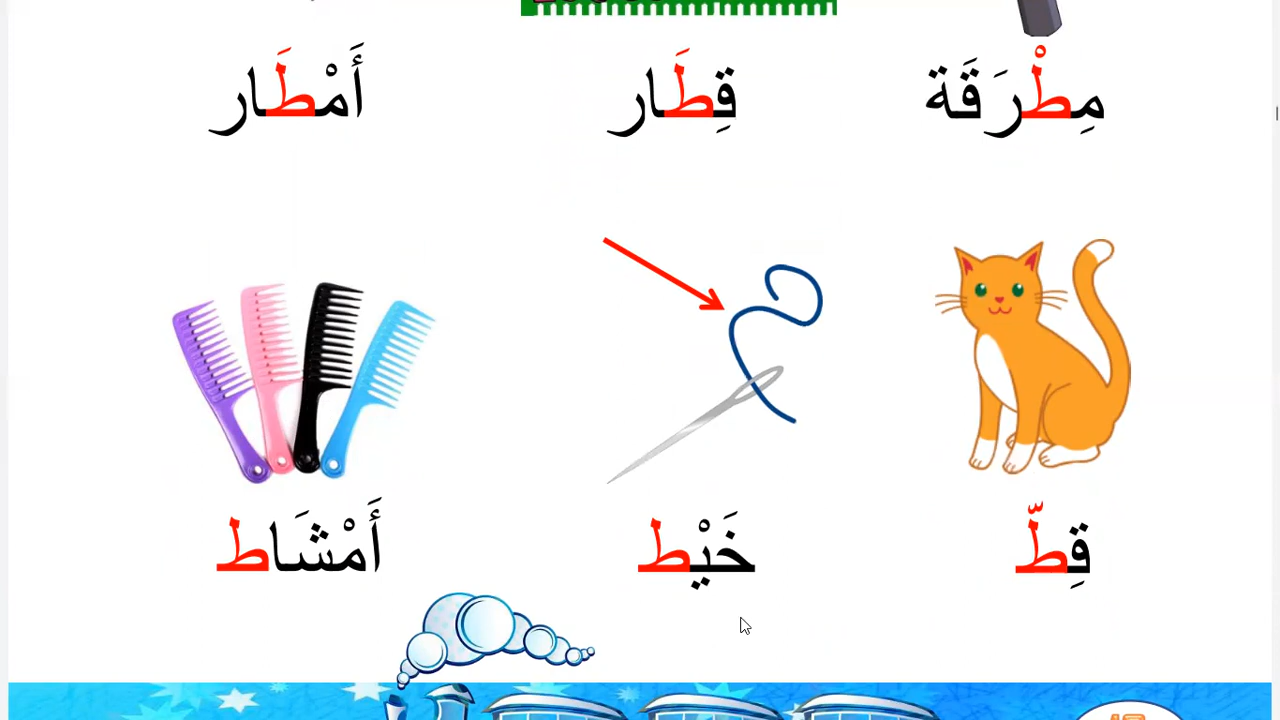 مِطْرَقَة قِطَار أَمْطَار
قِطّ خَيْط أَمْشَاط